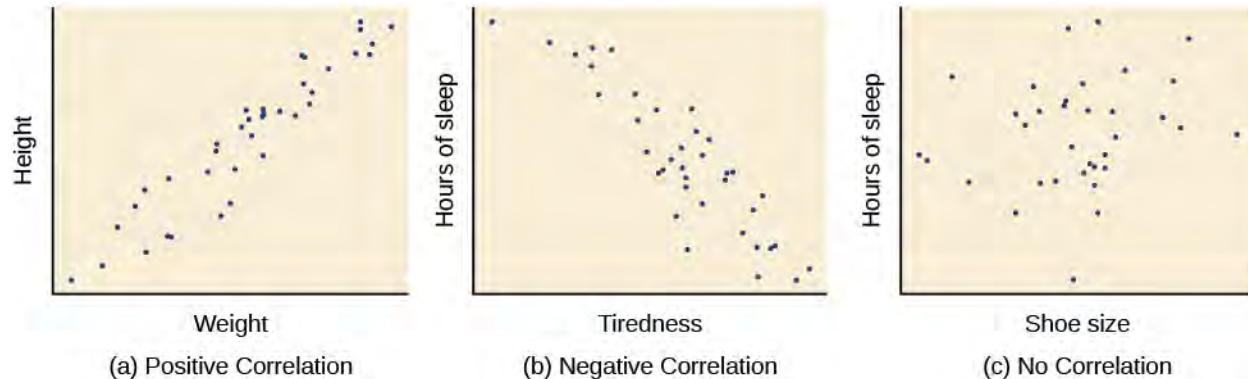 Height
Weight
(a) Positive Correlation
Hours of sleep
Tiredness
(b) Negative Correlation
Hours of sleep
Shoe size
(c) No Correlation